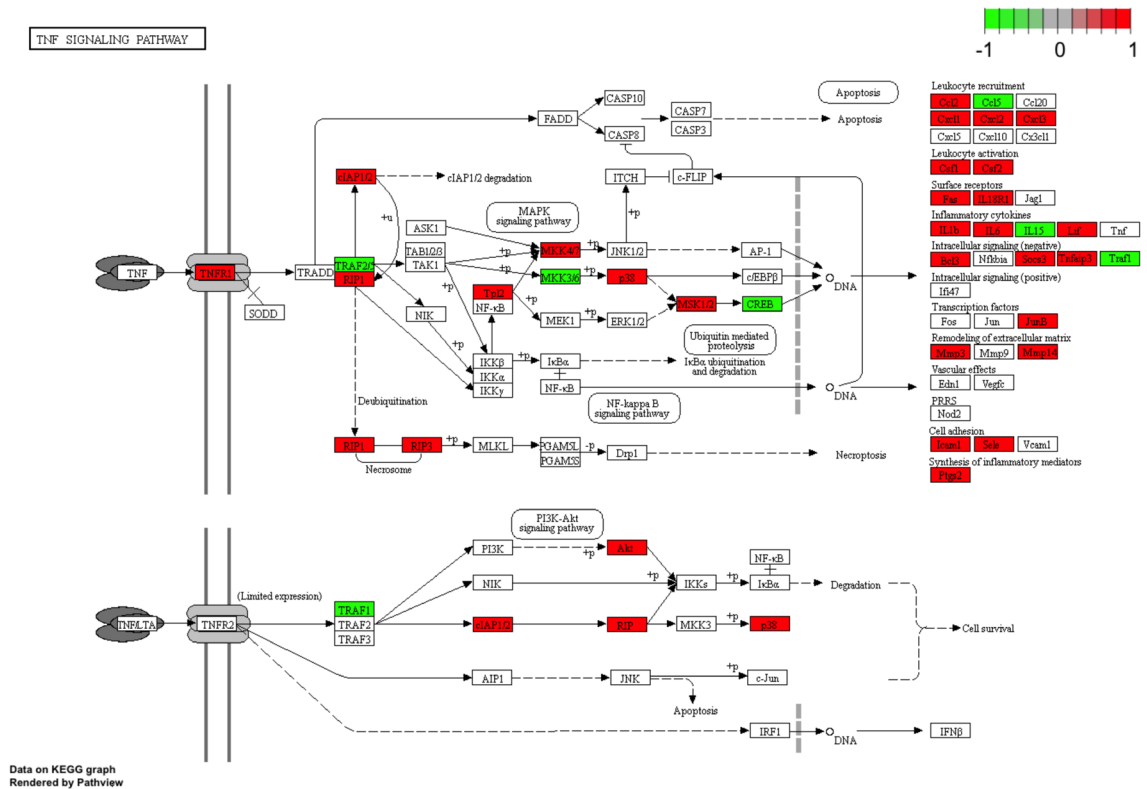 TNF SIGNALING PATHWAY
-1 0 1
Leukocyte recruitment
Ccl2 Ccl5 Ccl20
Cxcl1 Cxcl2 Cxcl3
Cxcl5 Cxcl10 Cx3cl1
Leukocyte activation
Csf1 Csf2
Surface receptors
Fas IL18R1 Jag1
Inflammatory cytokines
IL1b IL6 IL15 Lif Tnf
Intracellular signaling (negative)
Bcl3 Nfkbia Socs3 Tnfaip3 Traf1
Intracellular signaling (positive)
Ifi47
Transcription factors
Fos Jun JunB
Remodeling of extracellular matrix
Mmp3 Mmp9 Mmp14
Vascular effects
Edn1 Vegfc
PRRS
Nod2
Cell adhesion
Icam1 Sele Vcam1
Synthesis of inflammatory mediators
Ptgs2
Apoptosis
CASP10
FADD
CASP7
CASP3
Apoptosis
CASP8
cIAP1/2
cIAP1/2 degradation
ITCH
c-FLIP
+u
+p
MAPK
signaling pathway
ASK1
TAB1/2/3
TAK1
MKK4/7
+p
JNK1/2
AP-1
TNF
TNFR1
TRADD
TRAF2/5
RIP1
SODD
+p
+p
MKK3/6
+p
p38
c/EBPβ
DNA
Tpl2
NF-κB
+p
+p
MSK1/2
CREB
NIK
MEK1
+p
ERK1/2
+p
Ubiquitin mediated
proteolysis
IKKβ
IKKα
IKKγ
+p
IκBα
IκBα ubiquitination
and degradation
NF-κB
DNA
NF-kappa B
signaling pathway
Deubiquitination
RIP1
RIP3
+p
MLKL
PGAM5L
PGAM5S
-p
Drp1
Necroptosis
Necrosome
PI3K-Akt
signaling pathway
PI3K
+p
Akt
NF-κB
NIK
+p
IKKs
+p
IκBα
Degradation
(Limited expression)
TNF/LTA
TNFR2
TRAF1
TRAF2
TRAF3
cIAP1/2
RIP
MKK3
+p
p38
Cell survival
AIP1
JNK
+p
c-Jun
Apoptosis
IRF1
DNA
IFNβ
Data on KEGG graph
Rendered by Pathview